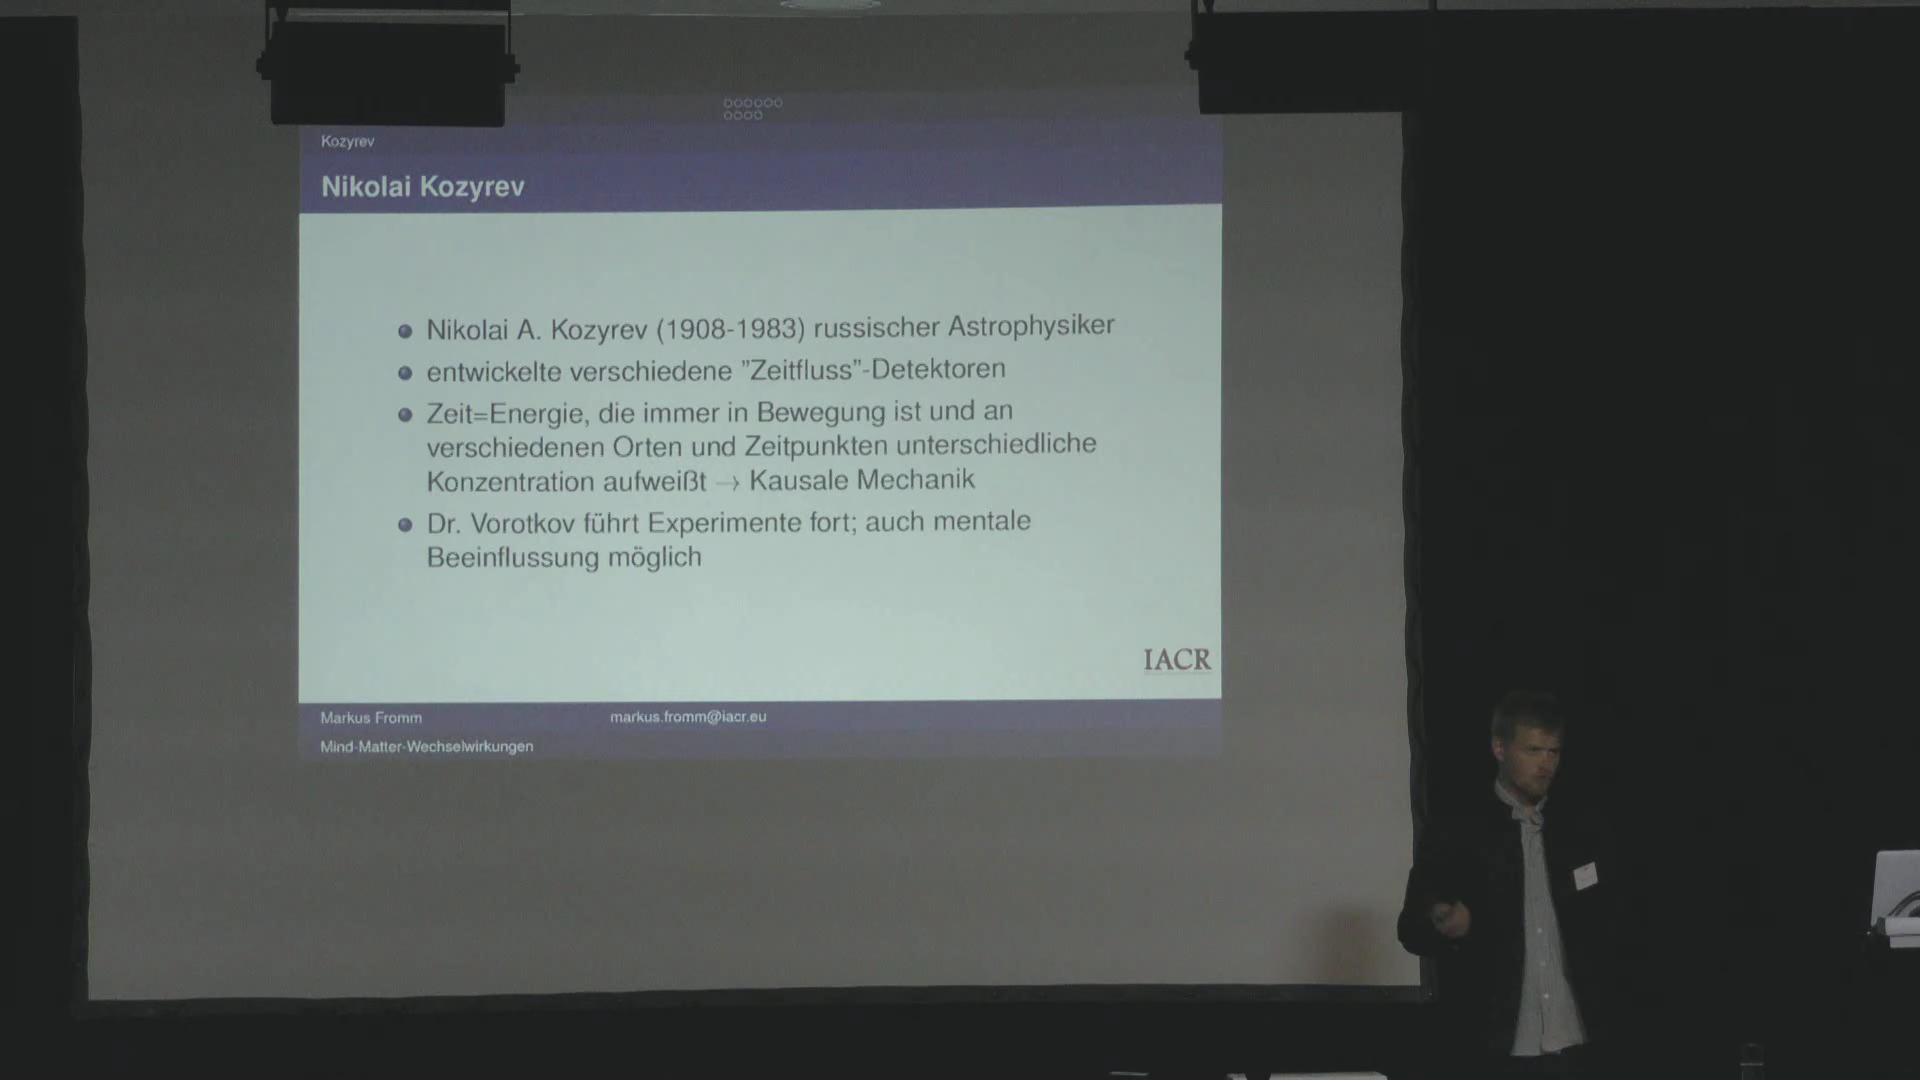 Kozyrev
Nikolai Kozyrev
Nikolai A. Kozyrev (1908-1983) russischer Astrophysiker
entwickelte verschiedene "Zeitfluss"-Detektoren
Zeit=Energie, die immer in Bewegung ist und an
verschiedenen Orten und Zeitpunkten unterschiedliche
Konzentration aufweißt → Kausale Mechanik
Dr. Vorotkov führt Experimente fort; auch mentale
Beeinflussung möglich
IACR
Markus Fromm markus.fromm@iacr.eu
Mind-Matter-Wechselwirkungen